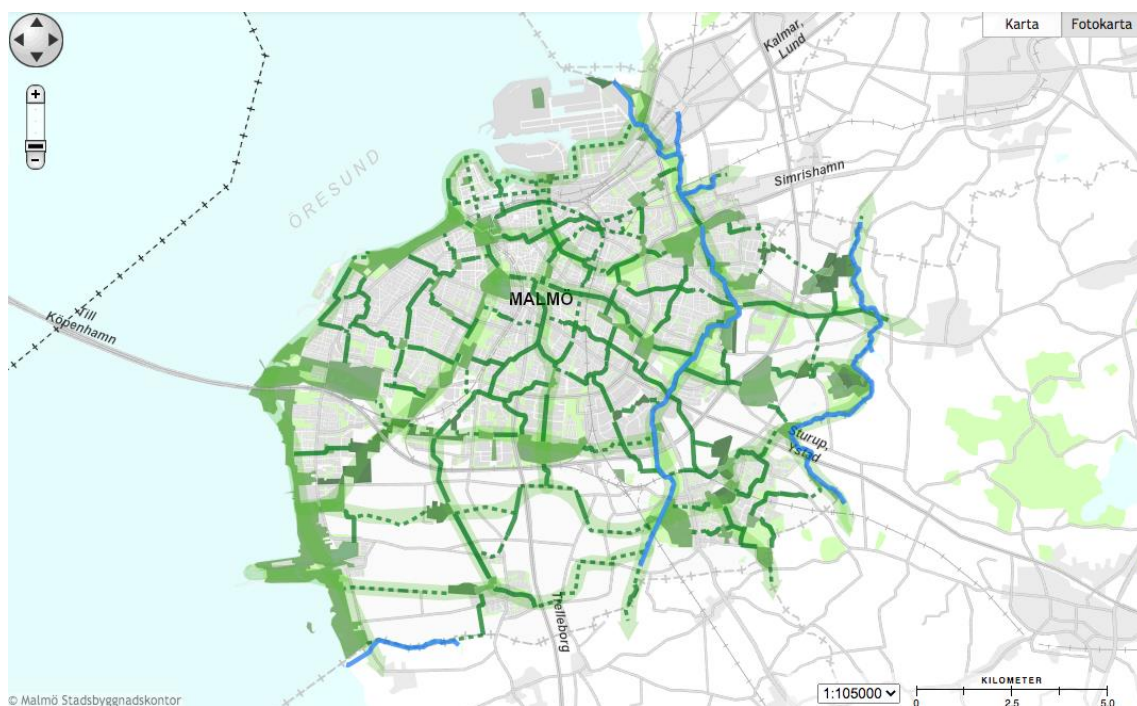 Karta
Fotokarta
Kalmar,
Lund
+
-
ÖRESUND
Simrishamn
MALMÖ
Till
Köpenhamn
Sturup,
Ystad
Trelleborg
© Malmö Stadsbyggnadskontor
1:105000
KILOMETER
0
2.5
5.0